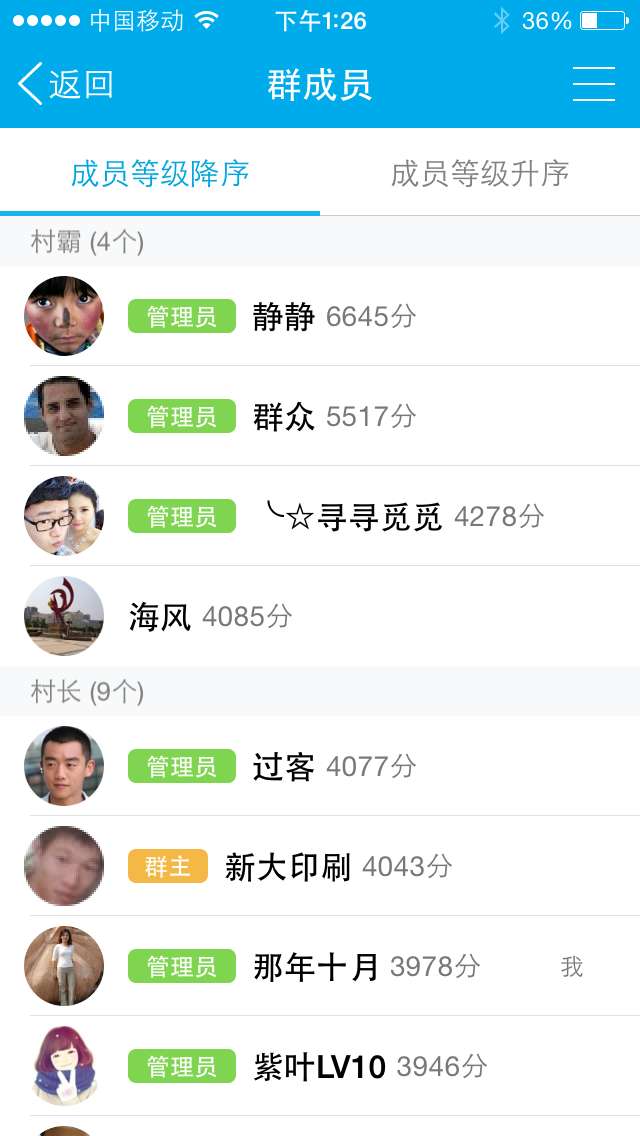 中国移动 下午1:26 36%
返回 群成员
成员等级降序 成员等级升序
村霸 (4个)
管理员 静静 6645分
管理员 群众 5517分
管理员 ╰☆寻寻觅觅 4278分
海风 4085分
村长 (9个)
管理员 过客 4077分
群主 新大印刷 4043分
管理员 那年十月 3978分 我
管理员 紫叶LV10 3946分